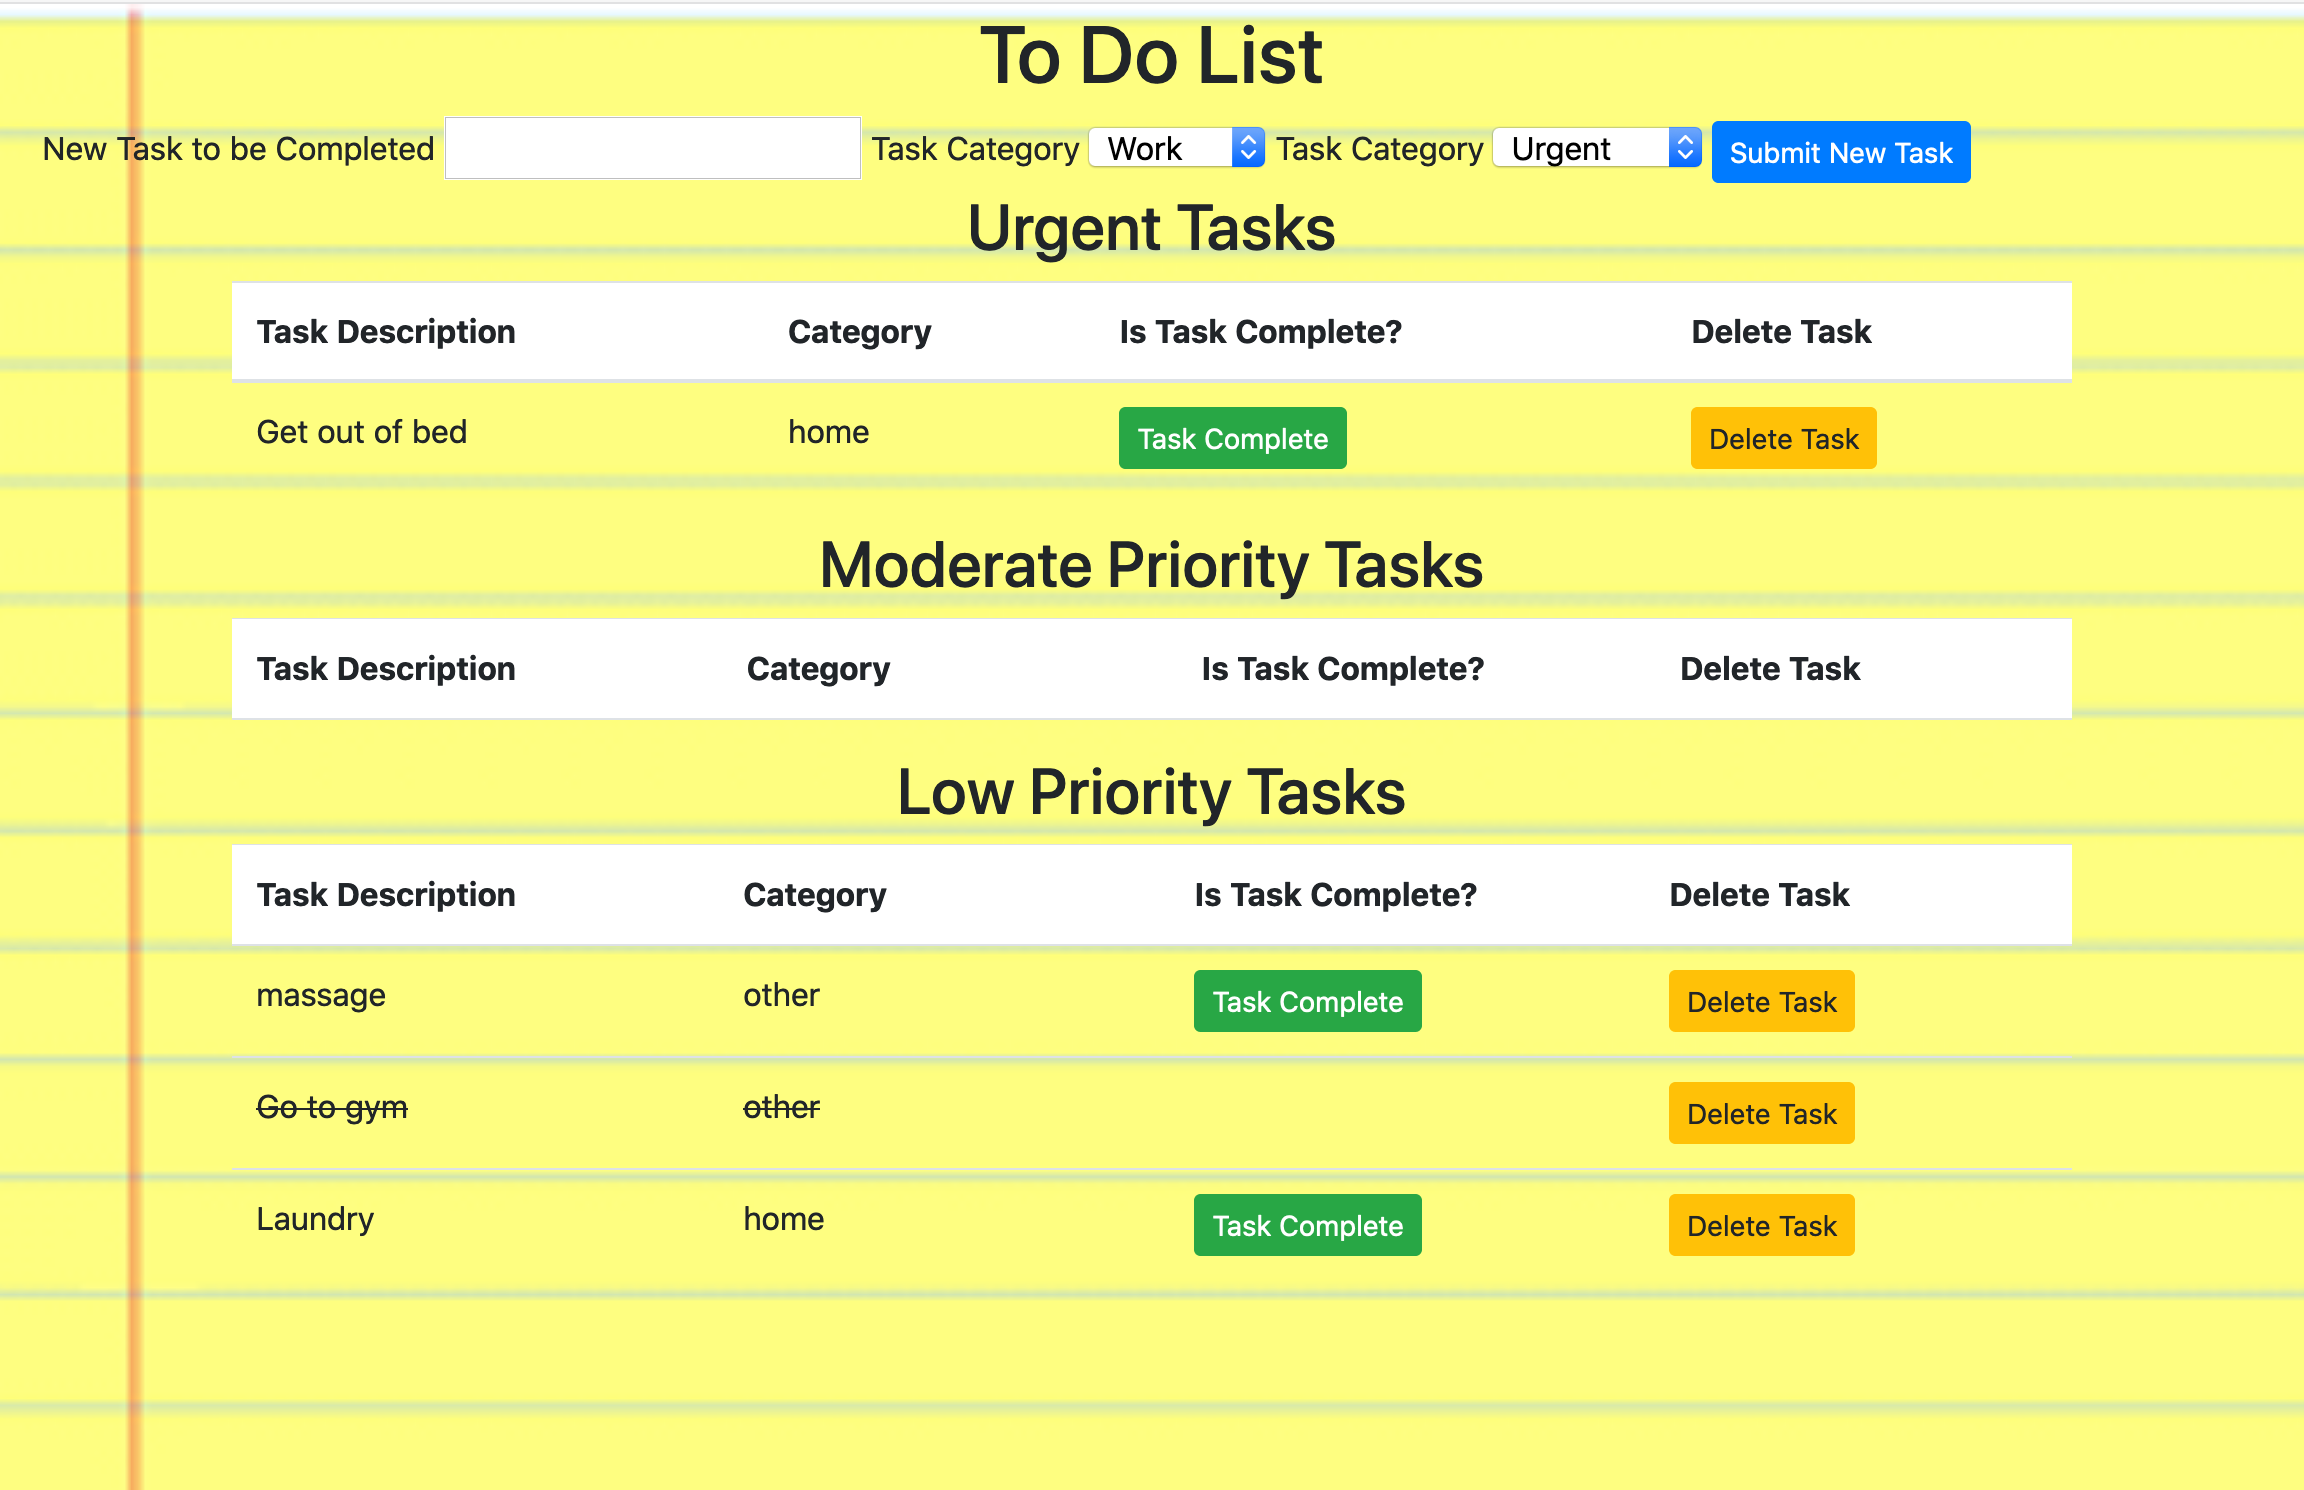 To Do List
New Task to be Completed Task Category Work Task Category Urgent Submit New Task
Urgent Tasks
Task Description Category Is Task Complete? Delete Task
Get out of bed home Task Complete Delete Task
Moderate Priority Tasks
Task Description Category Is Task Complete? Delete Task
Low Priority Tasks
Task Description Category Is Task Complete? Delete Task
massage other Task Complete Delete Task
Go to gym other Delete Task
Laundry home Task Complete Delete Task